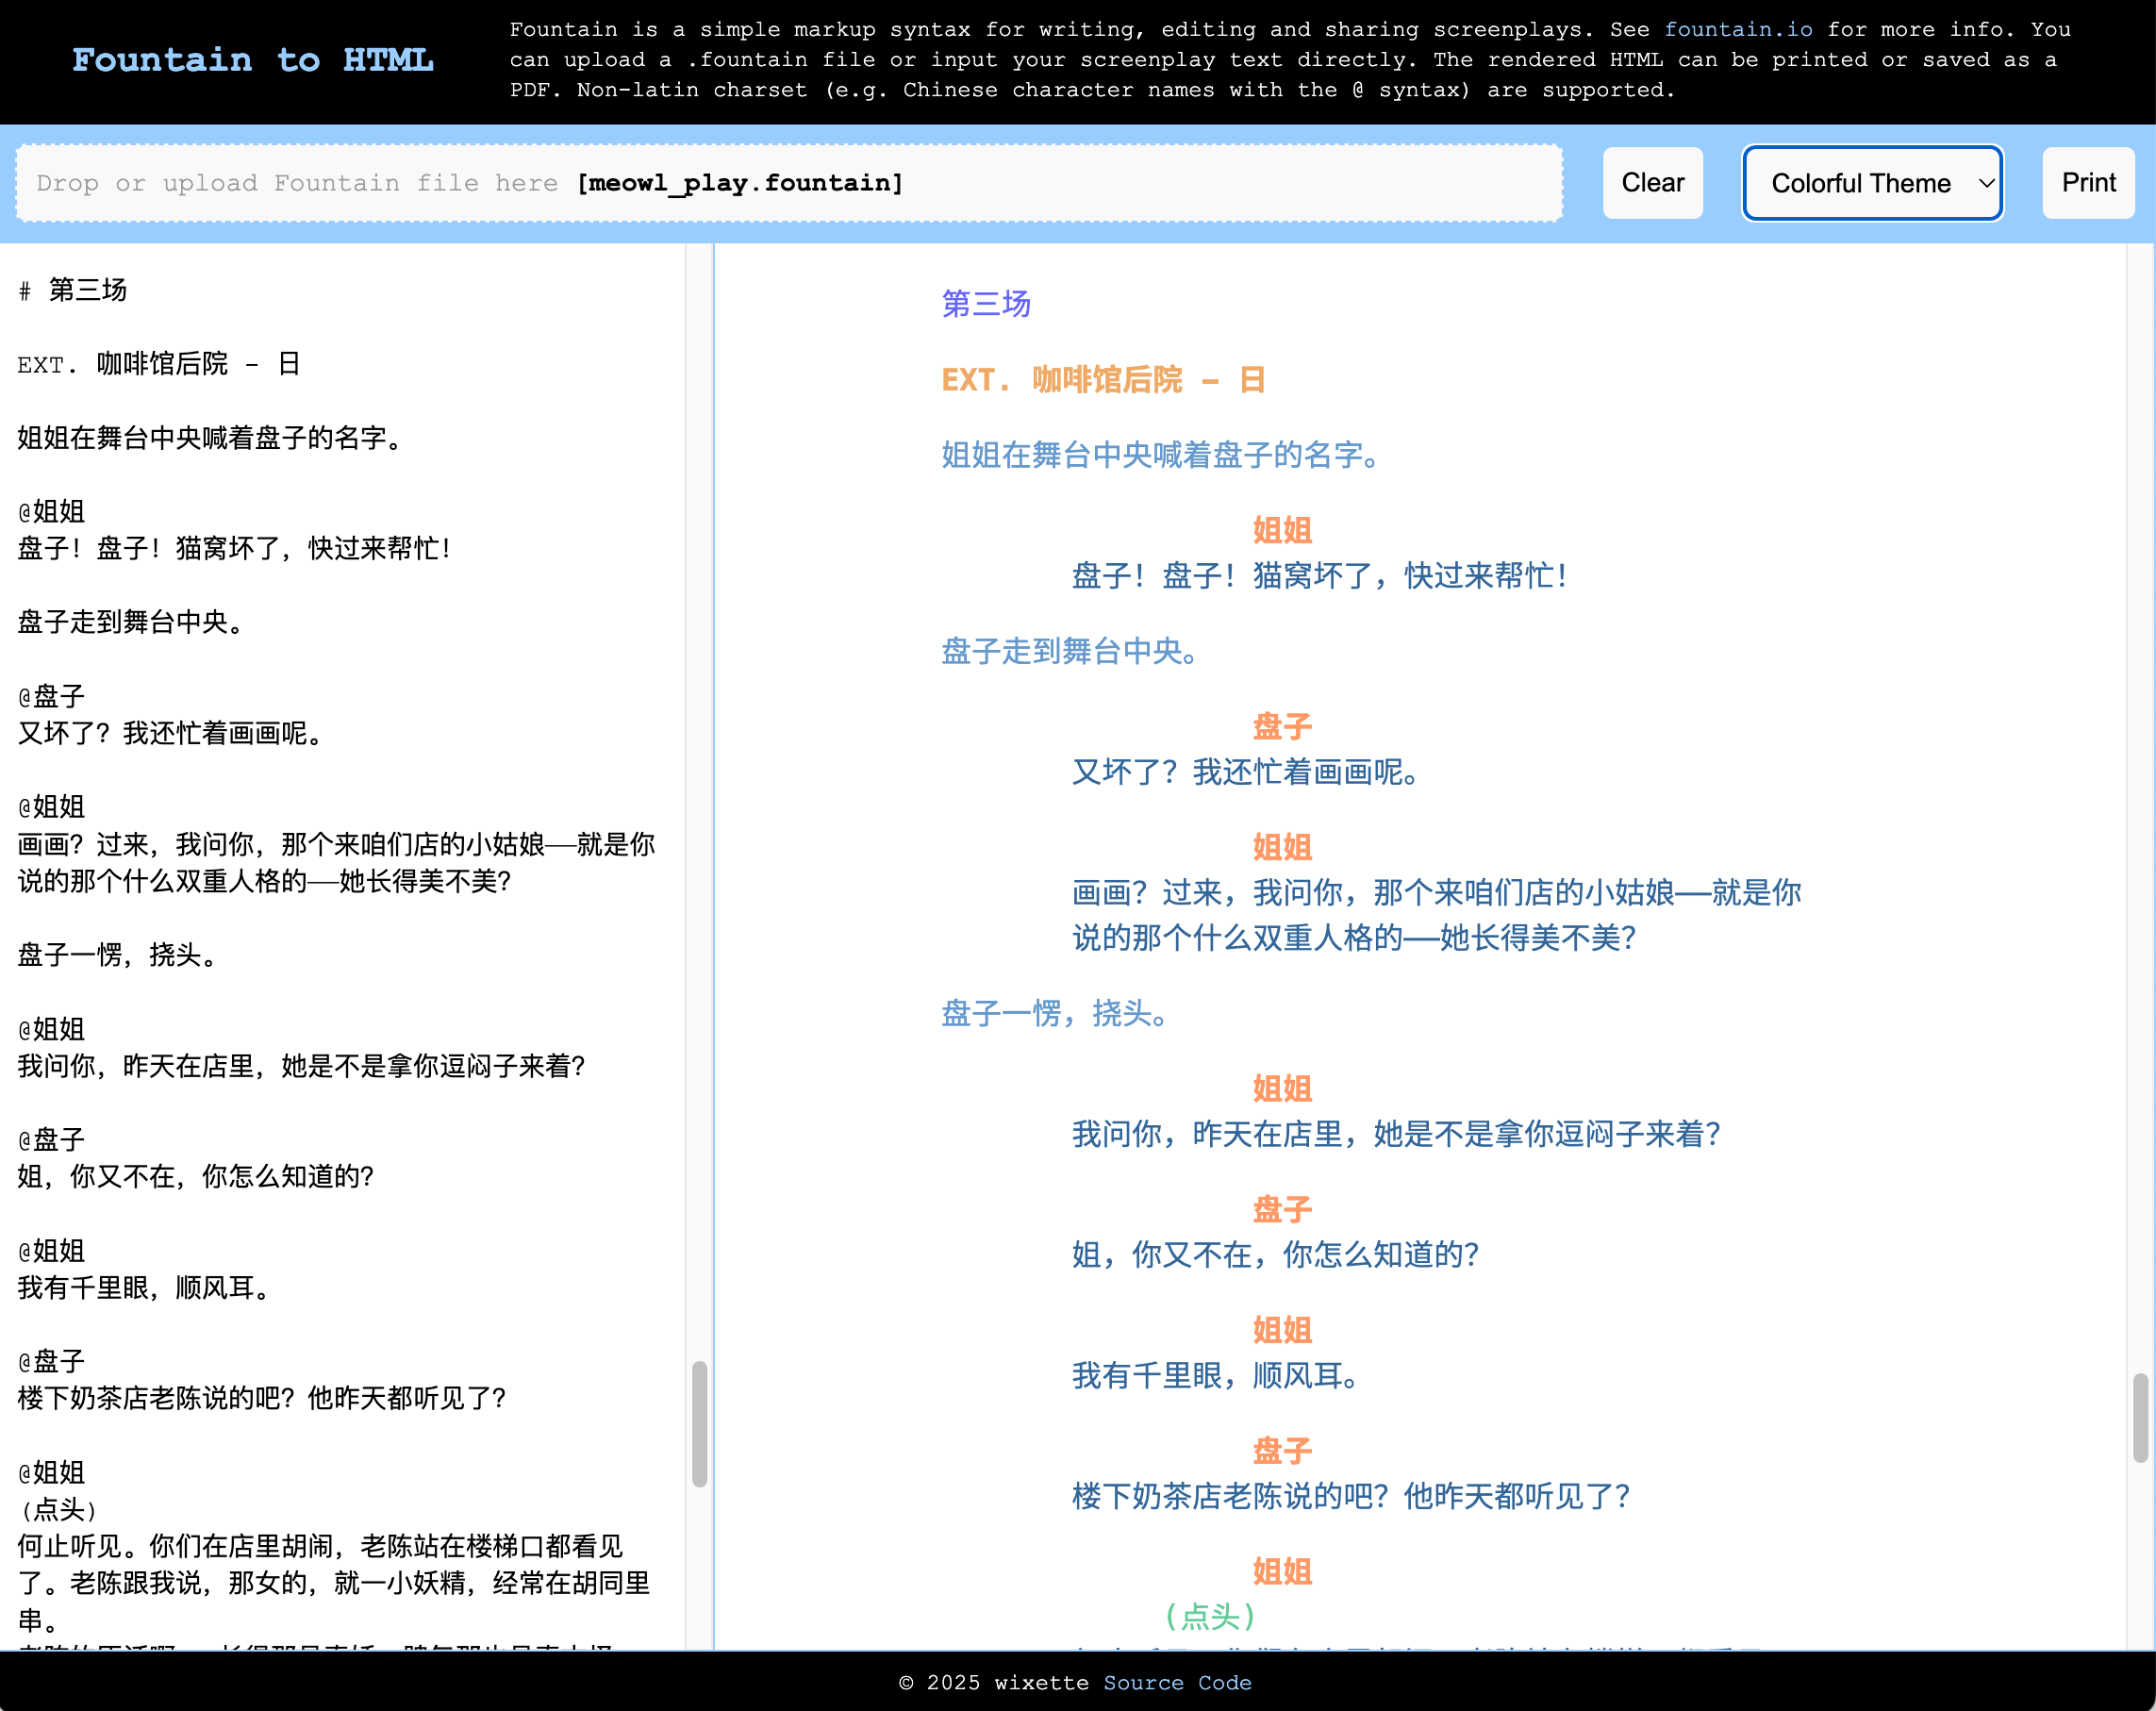 Fountain to HTML
Fountain is a simple markup syntax for writing, editing and sharing screenplays. See fountain.io for more info. You
can upload a .fountain file or input your screenplay text directly. The rendered HTML can be printed or saved as a
PDF. Non-latin charset (e.g. Chinese character names with the @ syntax) are supported.
Drop or upload Fountain file here [meowl_play.fountain]
Clear
Colorful Theme
Print
# 第三场
EXT. 咖啡馆后院 - 日
姐姐在舞台中央喊着盘子的名字。
@姐姐
盘子！盘子！猫窝坏了，快过来帮忙！
盘子走到舞台中央。
@盘子
又坏了？我还忙着画画呢。
@姐姐
画画？过来，我问你，那个来咱们店的小姑娘——就是你
说的那个什么双重人格的——她长得美不美？
盘子一愣，挠头。
@姐姐
我问你，昨天在店里，她是不是拿你逗闷子来着？
@盘子
姐，你又不在，你怎么知道的？
@姐姐
我有千里眼，顺风耳。
@盘子
楼下奶茶店老陈说的吧？他昨天都听见了？
@姐姐
(点头)
何止听见。你们在店里胡闹，老陈站在楼梯口都看见
了。老陈跟我说，那女的，就一小妖精，经常在胡同里
串。
第三场
EXT. 咖啡馆后院 - 日
姐姐在舞台中央喊着盘子的名字。
姐姐
盘子！盘子！猫窝坏了，快过来帮忙！
盘子走到舞台中央。
盘子
又坏了？我还忙着画画呢。
姐姐
画画？过来，我问你，那个来咱们店的小姑娘——就是你
说的那个什么双重人格的——她长得美不美？
盘子一愣，挠头。
姐姐
我问你，昨天在店里，她是不是拿你逗闷子来着？
盘子
姐，你又不在，你怎么知道的？
姐姐
我有千里眼，顺风耳。
盘子
楼下奶茶店老陈说的吧？他昨天都听见了？
姐姐
(点头)
© 2025 wixette Source Code